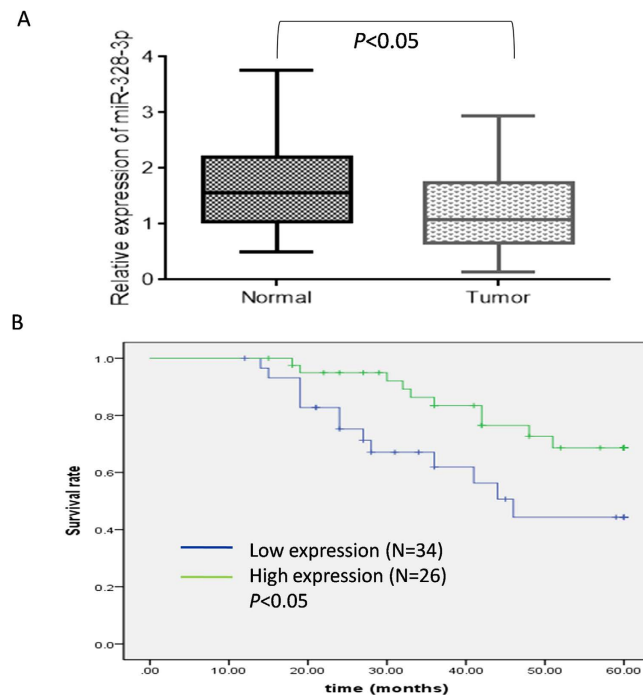 A
P<0.05
Relative expression of miR-328-3p
4
3
2
1
0
Normal
Tumor
B
Survival rate
1.0
0.8
0.6
0.4
0.2
0.0
Low expression (N=34)
High expression (N=26)
P<0.05
.00
10.00
20.00
30.00
40.00
50.00
60.00
time (months)